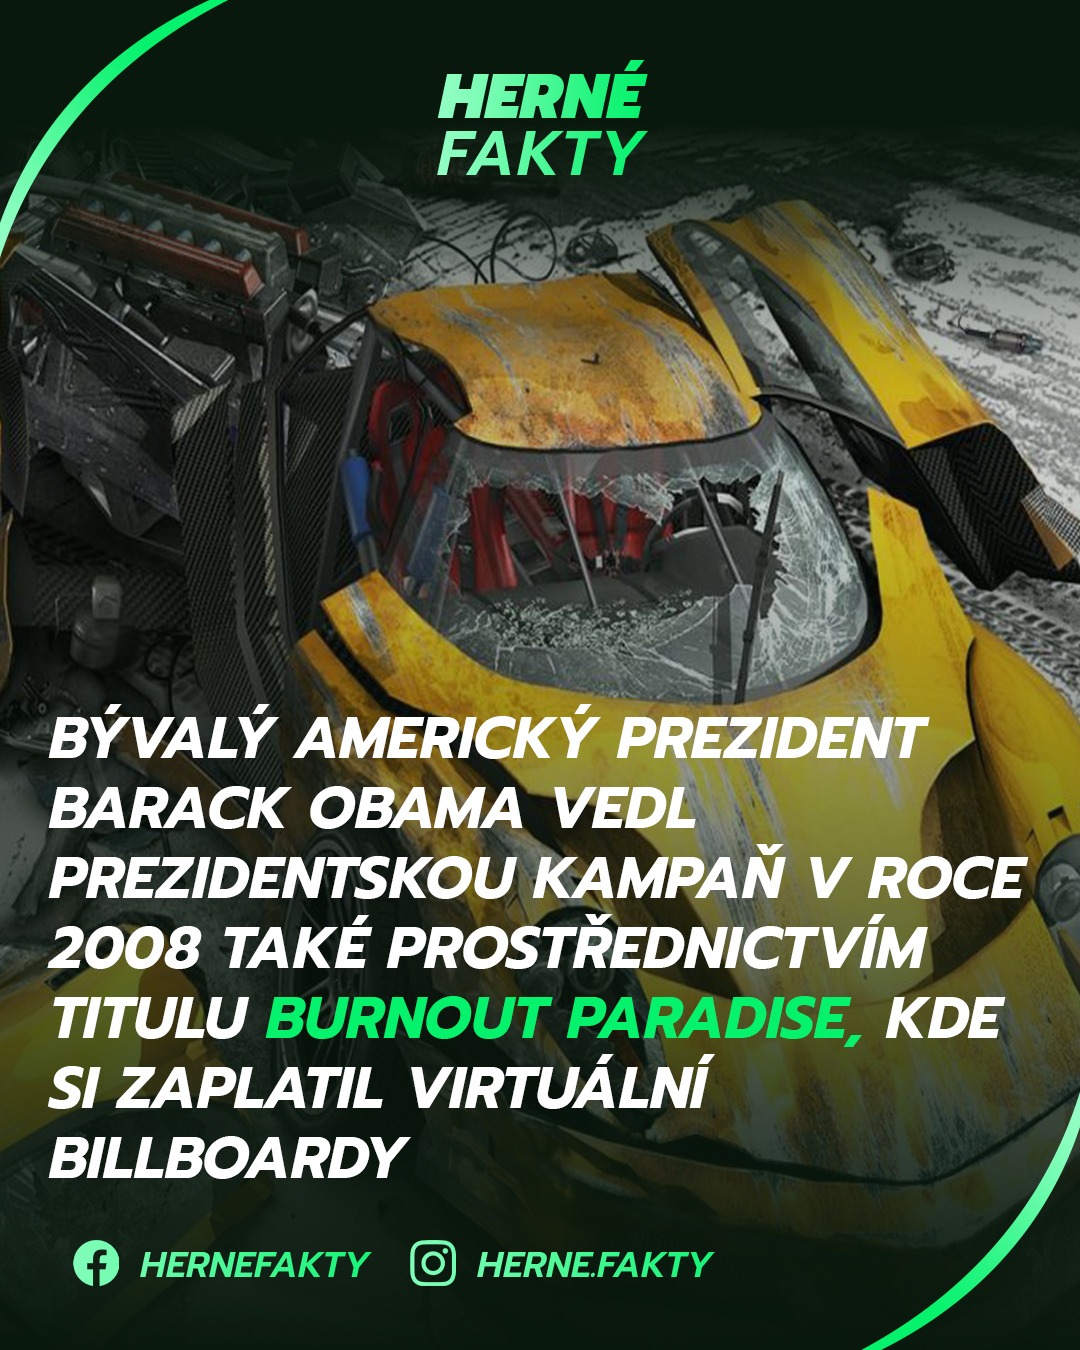 HERNÉ
FAKTY
BÝVALÝ AMERICKÝ PREZIDENT
BARACK OBAMA VEDL
PREZIDENTSKOU KAMPAŇ V ROCE
2008 TAKÉ PROSTŘEDNICTVÍM
TITULU BURNOUT PARADISE, KDE
SI ZAPLATIL VIRTUÁLNÍ
BILLBOARDY
HERNEFAKTY HERNE.FAKTY